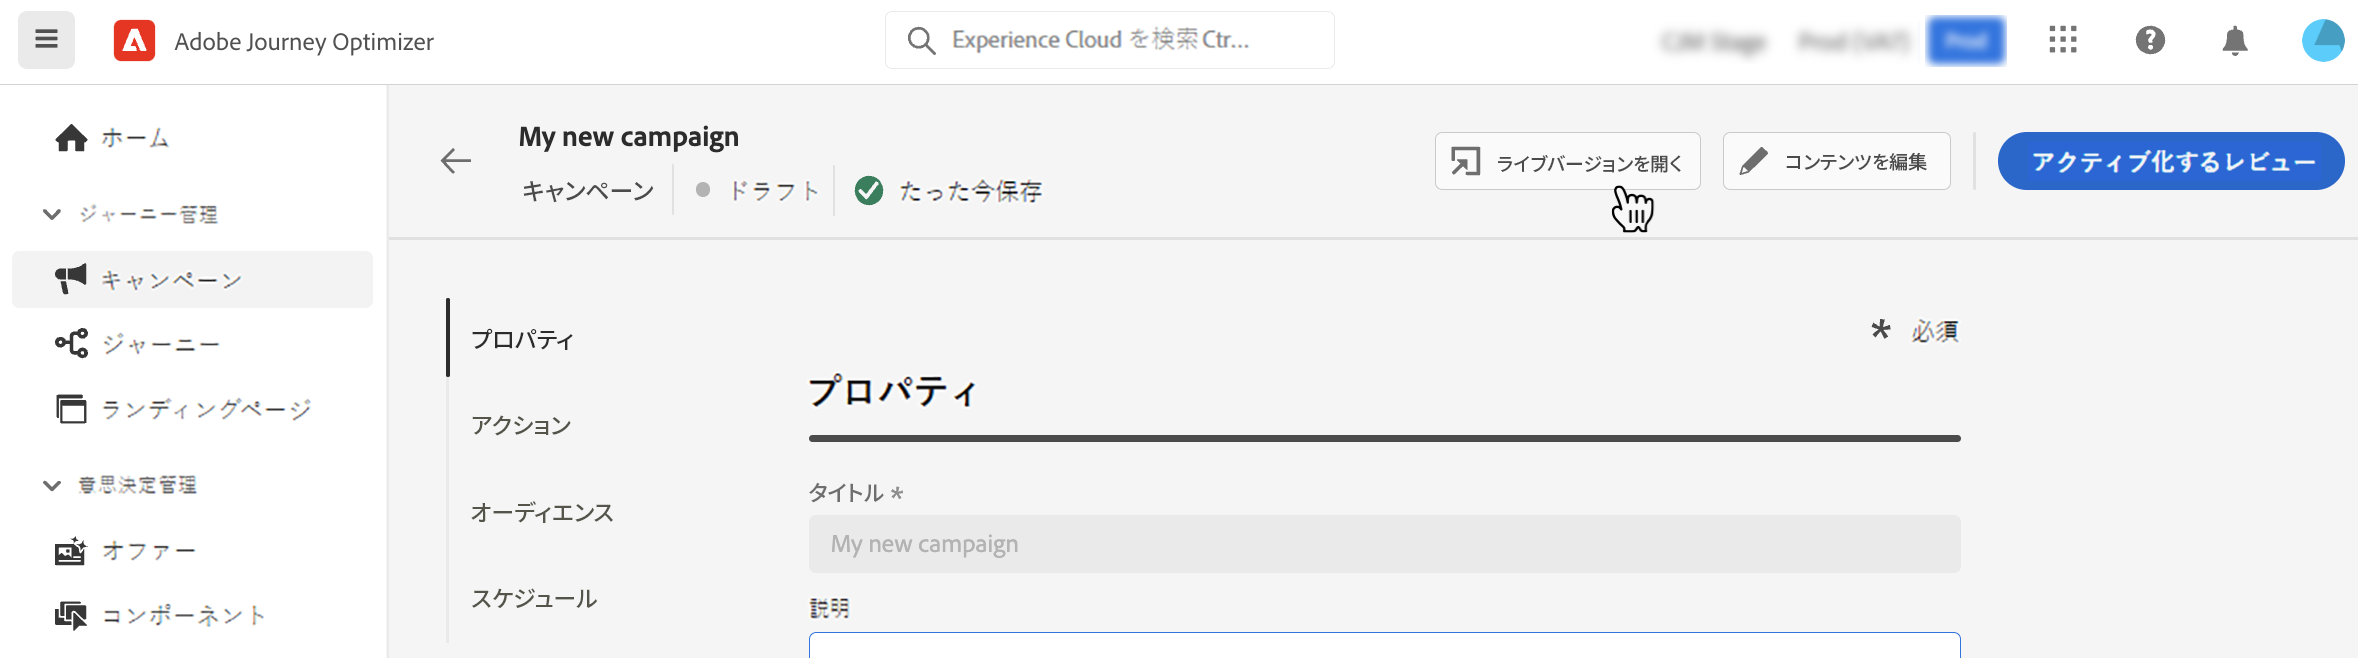 Adobe Journey Optimizer
Experience Cloud を検索 Ctr...
ホーム
ジャーニー管理
キャンペーン
ジャーニー
ランディングページ
意思決定管理
オファー
コンポーネント
My new campaign
キャンペーン ドラフト たった今保存
ライブバージョンを開く
コンテンツを編集
アクティブ化するレビュー
プロパティ
アクション
オーディエンス
スケジュール
* 必須
プロパティ
タイトル *
My new campaign
説明